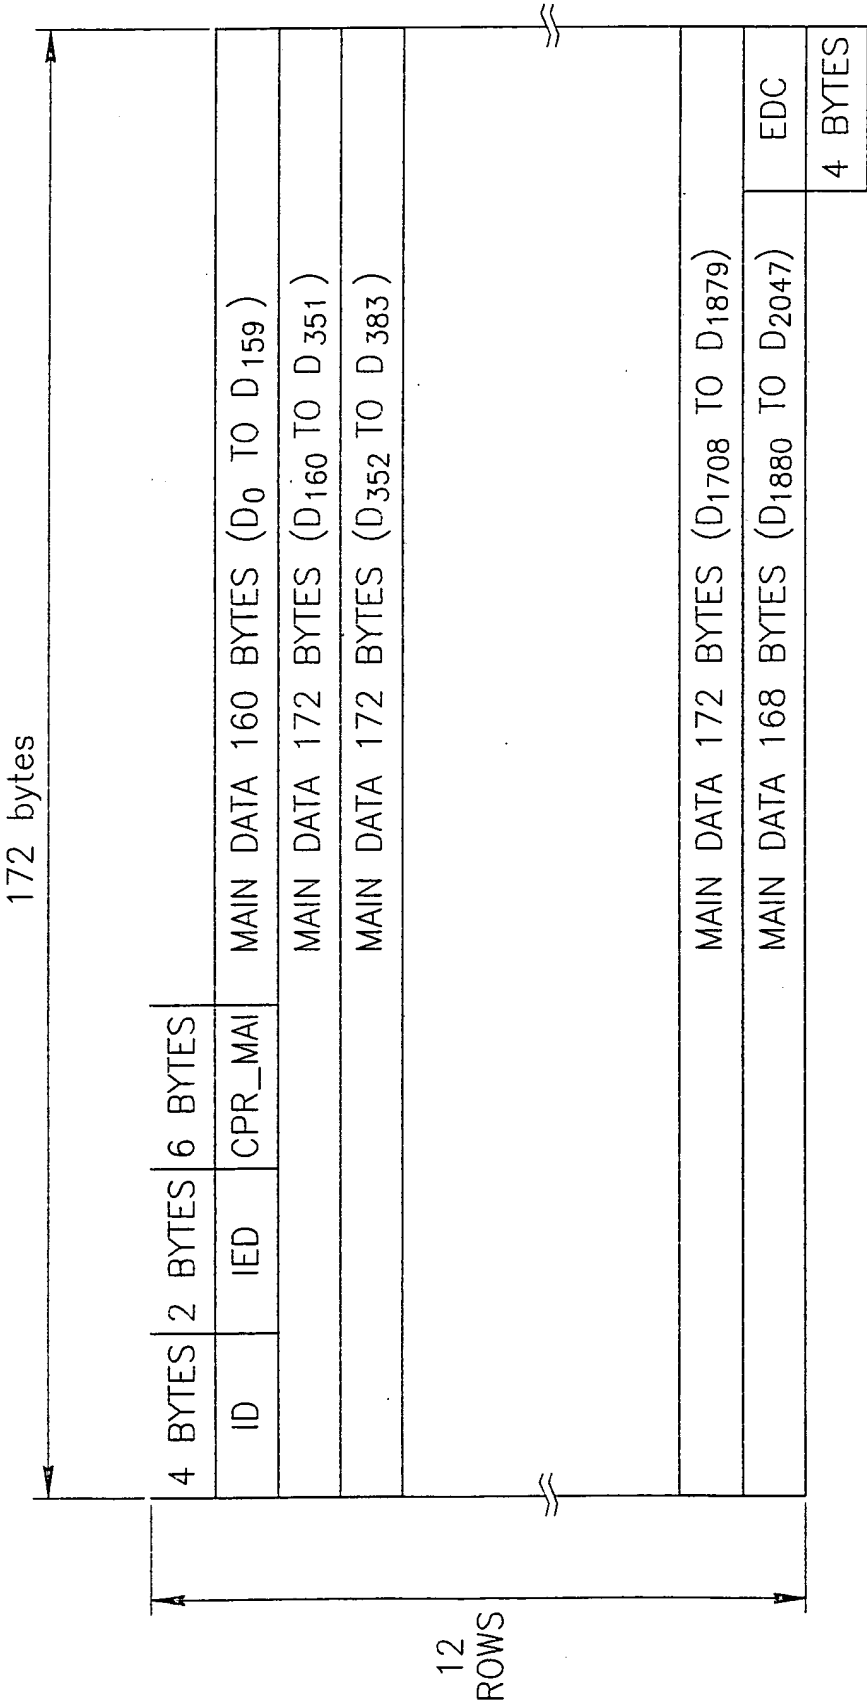 172 bytes
4 BYTES 2 BYTES 6 BYTES
ID IED CPR_MAI MAIN DATA 160 BYTES (D0 TO D159)
MAIN DATA 172 BYTES (D160 TO D351)
MAIN DATA 172 BYTES (D352 TO D383)
12
ROWS
MAIN DATA 172 BYTES (D1708 TO D1879)
MAIN DATA 168 BYTES (D1880 TO D2047) EDC
4 BYTES